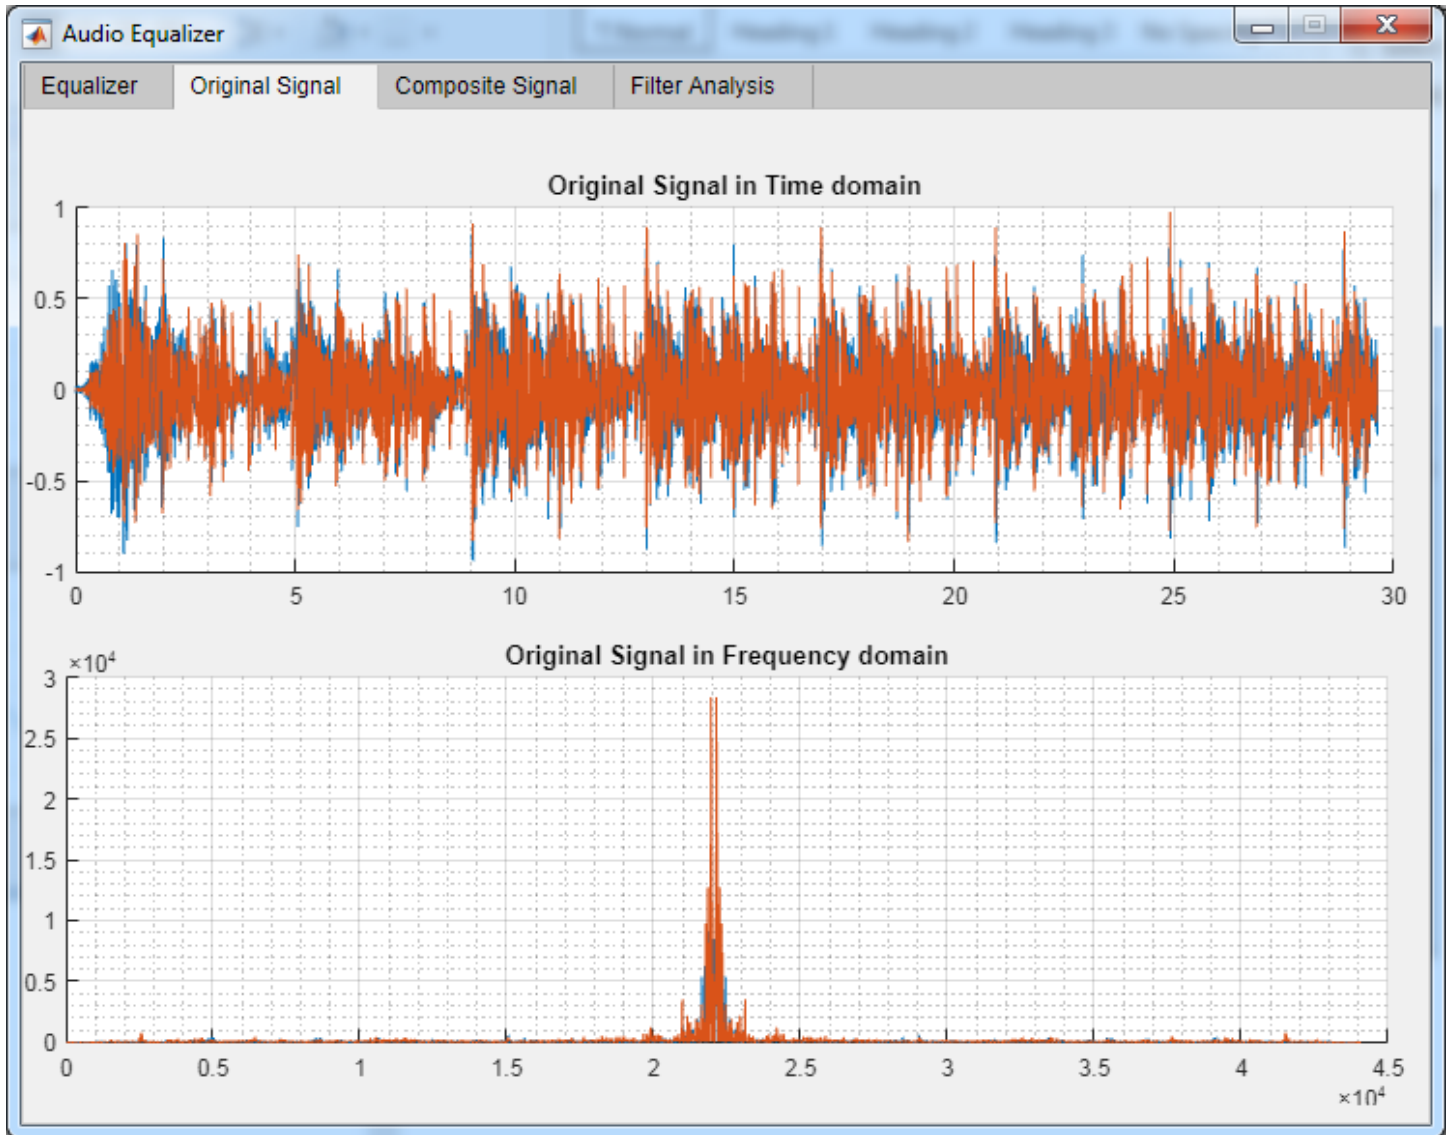 Audio Equalizer
Equalizer Original Signal Composite Signal Filter Analysis
Original Signal in Time domain
1
0.5
0
-0.5
-1
0 5 10 15 20 25 30
Original Signal in Frequency domain
×10⁴
3
2.5
2
1.5
1
0.5
0
0 0.5 1 1.5 2 2.5 3 3.5 4 4.5
×10⁴